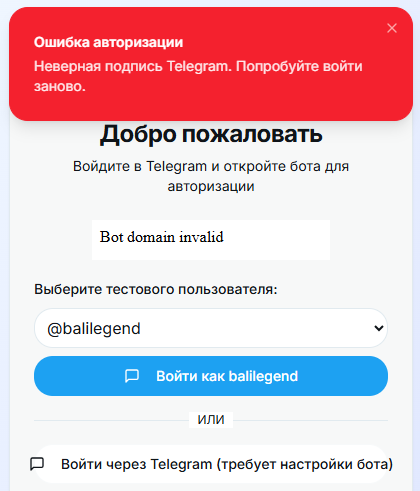 Ошибка авторизации
Неверная подпись Telegram. Попробуйте войти
заново.
Добро пожаловать
Войдите в Telegram и откройте бота для
авторизации
Bot domain invalid
Выберите тестового пользователя:
@balilegend
Войти как balilegend
или
Войти через Telegram (требует настройки бота)